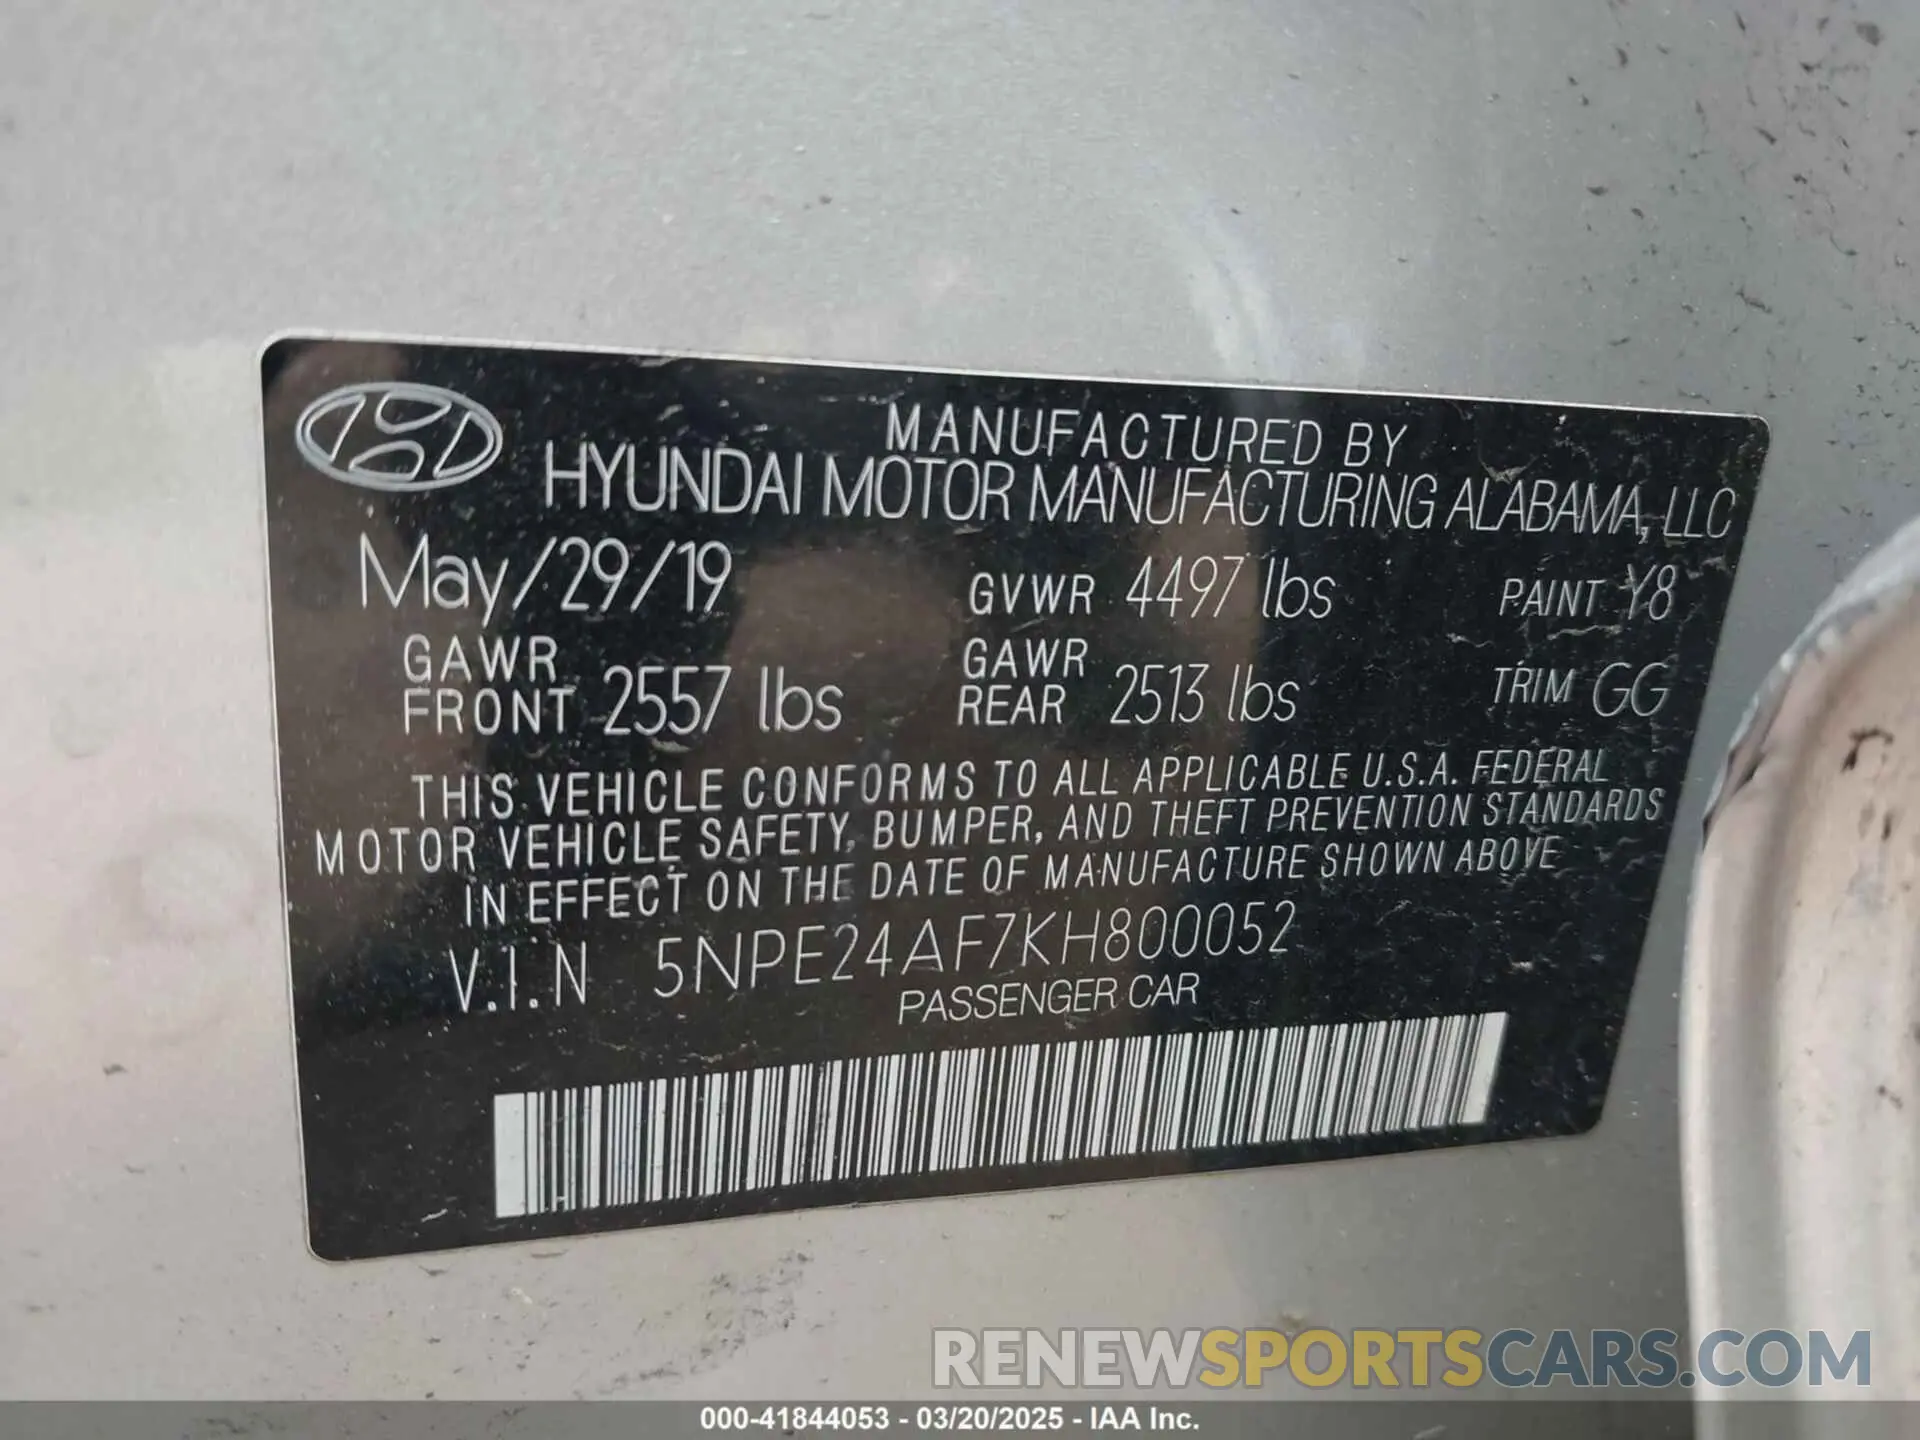 MANUFACTURED BY
HYUNDAI MOTOR MANUFACTURING ALABAMA, LLC
May/29/19 GVWR 4497 lbs PAINT Y8
GAWR FRONT 2557 lbs GAWR REAR 2513 lbs TRIM GG
THIS VEHICLE CONFORMS TO ALL APPLICABLE U.S.A. FEDERAL
MOTOR VEHICLE SAFETY, BUMPER, AND THEFT PREVENTION STANDARDS
IN EFFECT ON THE DATE OF MANUFACTURE SHOWN ABOVE
V.I.N 5NPE24AF7KH800052
PASSENGER CAR
RENEWSPORTSCARS.COM
000-41844053 - 03/20/2025 - IAA Inc.